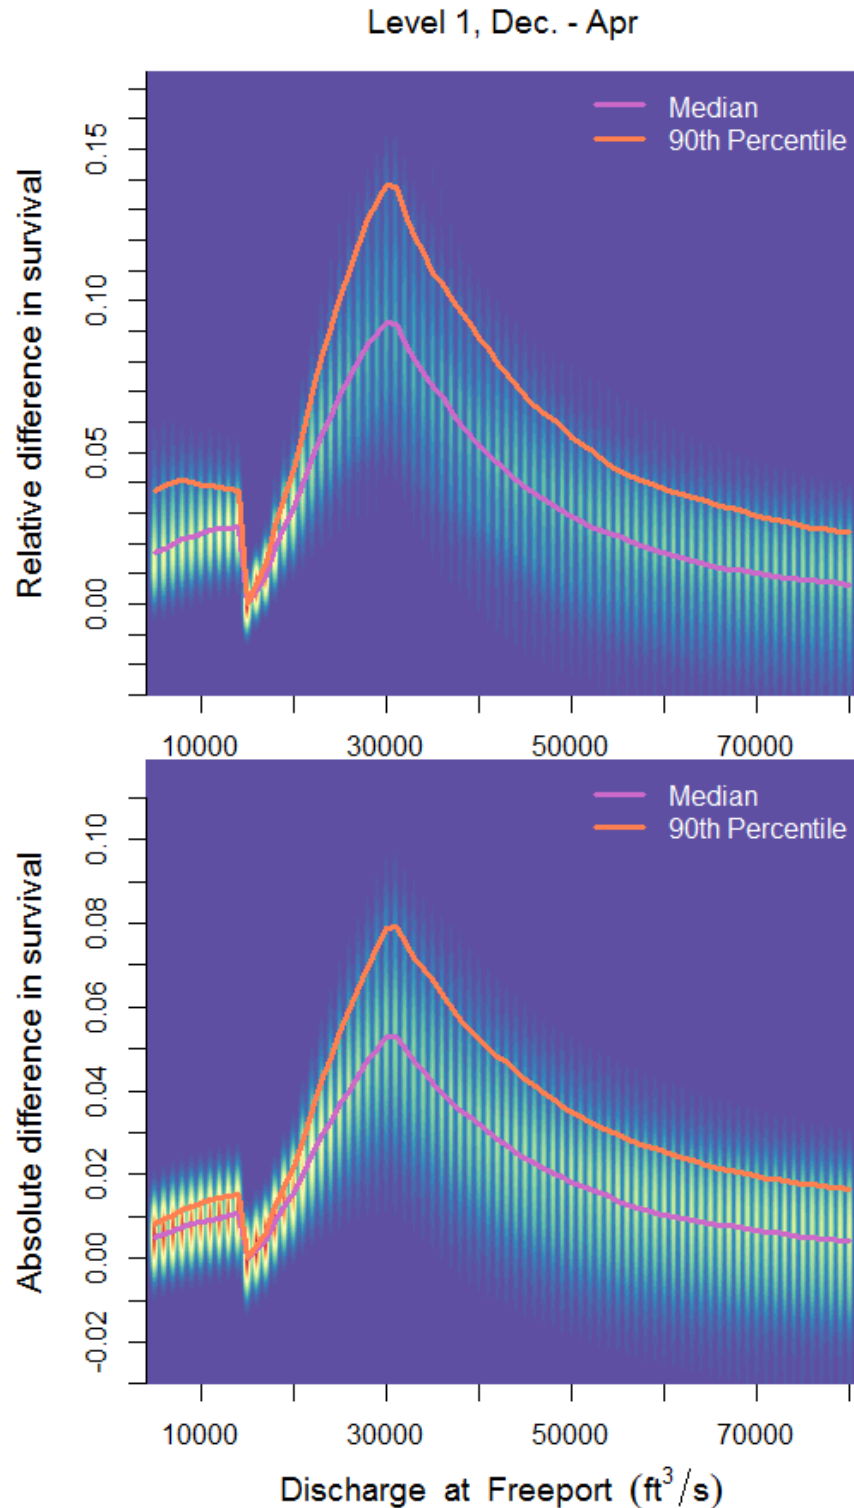 Level 1, Dec. - Apr
Median
90th Percentile
Relative difference in survival
0.15
0.10
0.05
0.00
10000 30000 50000 70000
Median
90th Percentile
Absolute difference in survival
0.10
0.08
0.06
0.04
0.02
0.00
-0.02
10000 30000 50000 70000
Discharge at Freeport (ft³/s)